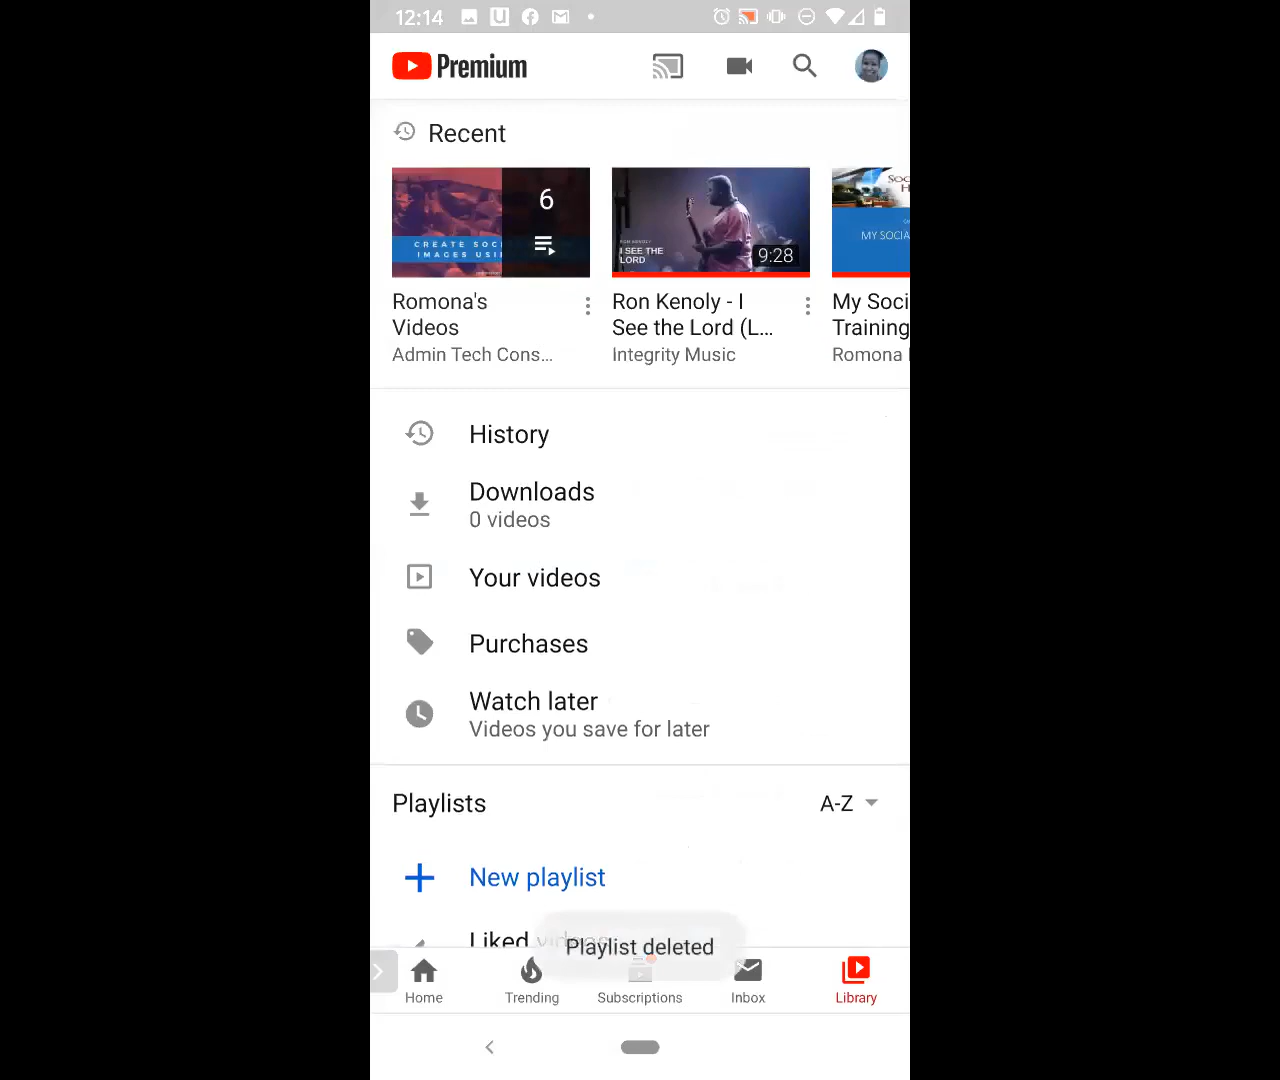 12:14
Premium
Recent
6
CREATE SOC
IMAGES USI
RON KENOLY
I SEE THE
LORD
9:28
MY SOCIA
Romona's
Videos
Admin Tech Cons...
Ron Kenoly - I
See the Lord (L...
Integrity Music
My Soci
Training
Romona
History
Downloads
0 videos
Your videos
Purchases
Watch later
Videos you save for later
Playlists
A-Z
New playlist
Liked videos
Playlist deleted
Home
Trending
Subscriptions
Inbox
Library